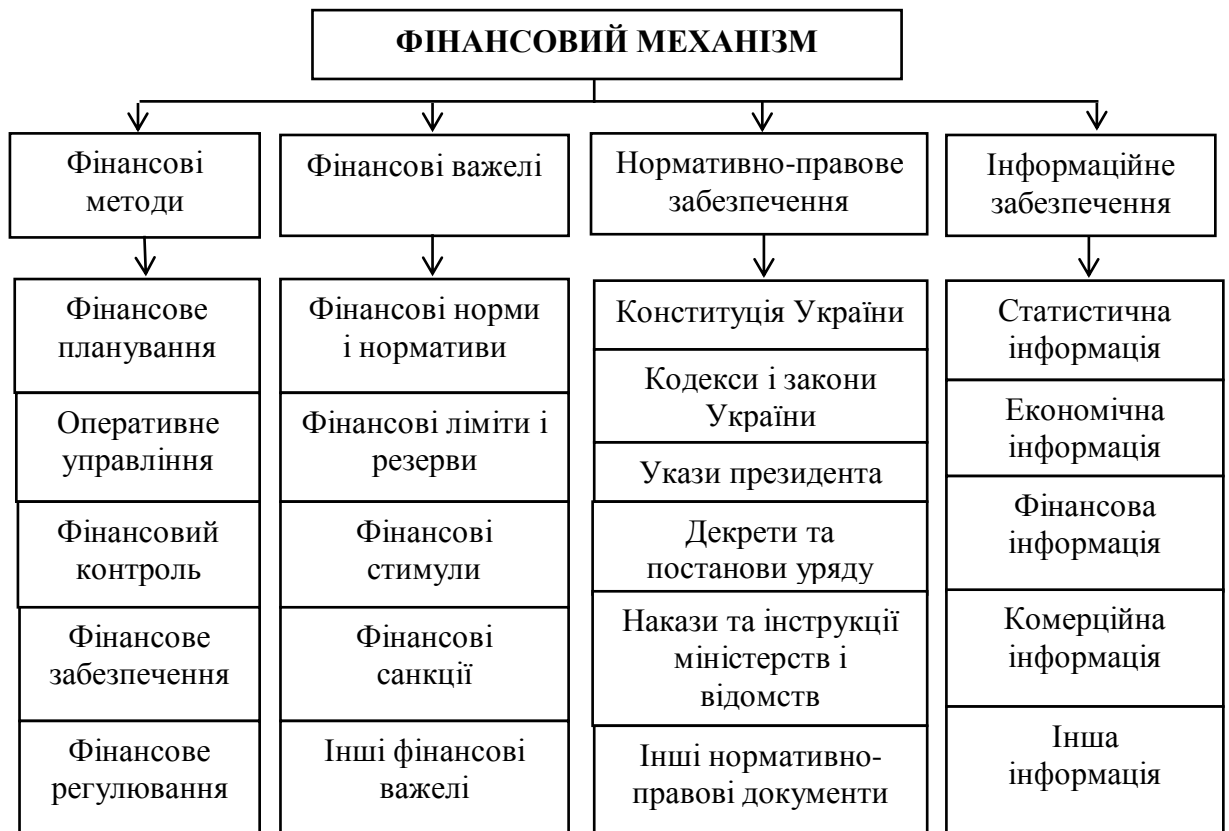 ФІНАНСОВИЙ МЕХАНІЗМ
Фінансові
методи
Фінансові важелі
Нормативно-правове
забезпечення
Інформаційне
забезпечення
Фінансове
планування
Оперативне
управління
Фінансовий
контроль
Фінансове
забезпечення
Фінансове
регулювання
Фінансові норми
і нормативи
Фінансові ліміти і
резерви
Фінансові
стимули
Фінансові
санкції
Інші фінансові
важелі
Конституція України
Кодекси і закони
України
Укази президента
Декрети та
постанови уряду
Накази та інструкції
міністерств і
відомств
Інші нормативно-
правові документи
Статистична
інформація
Економічна
інформація
Фінансова
інформація
Комерційна
інформація
Інша
інформація